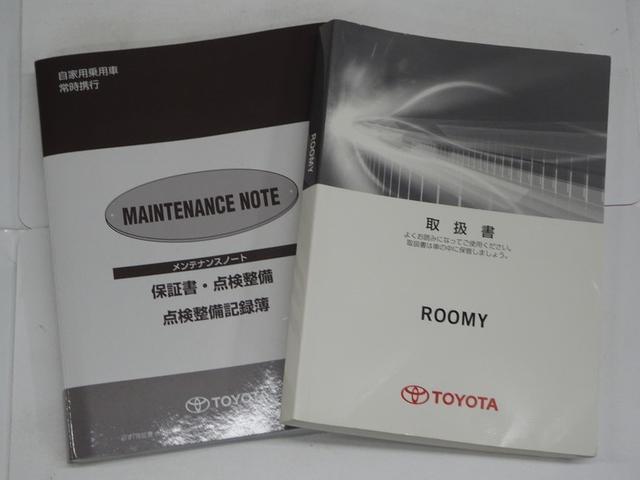 自家用乗用車
常時携行
MAINTENANCE NOTE
メンテナンスノート
保証書・点検整備
点検整備記録簿
TOYOTA
ROOMY
取扱書
よくお読みになってご使用ください。
取扱書は車の中に保管しましょう。
ROOMY
TOYOTA